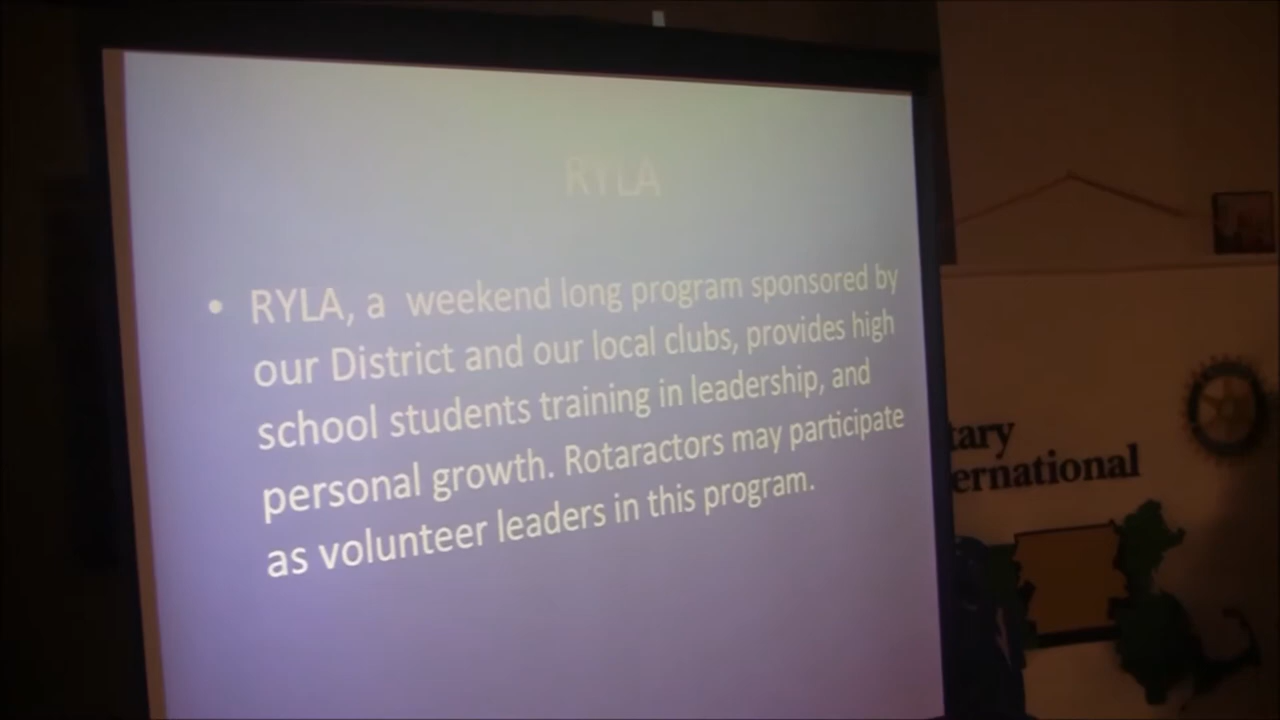 RYLA
• RYLA, a weekend long program sponsored by
our District and our local clubs, provides high
school students training in leadership, and
personal growth. Rotaractors may participate
as volunteer leaders in this program.
tary
ernational